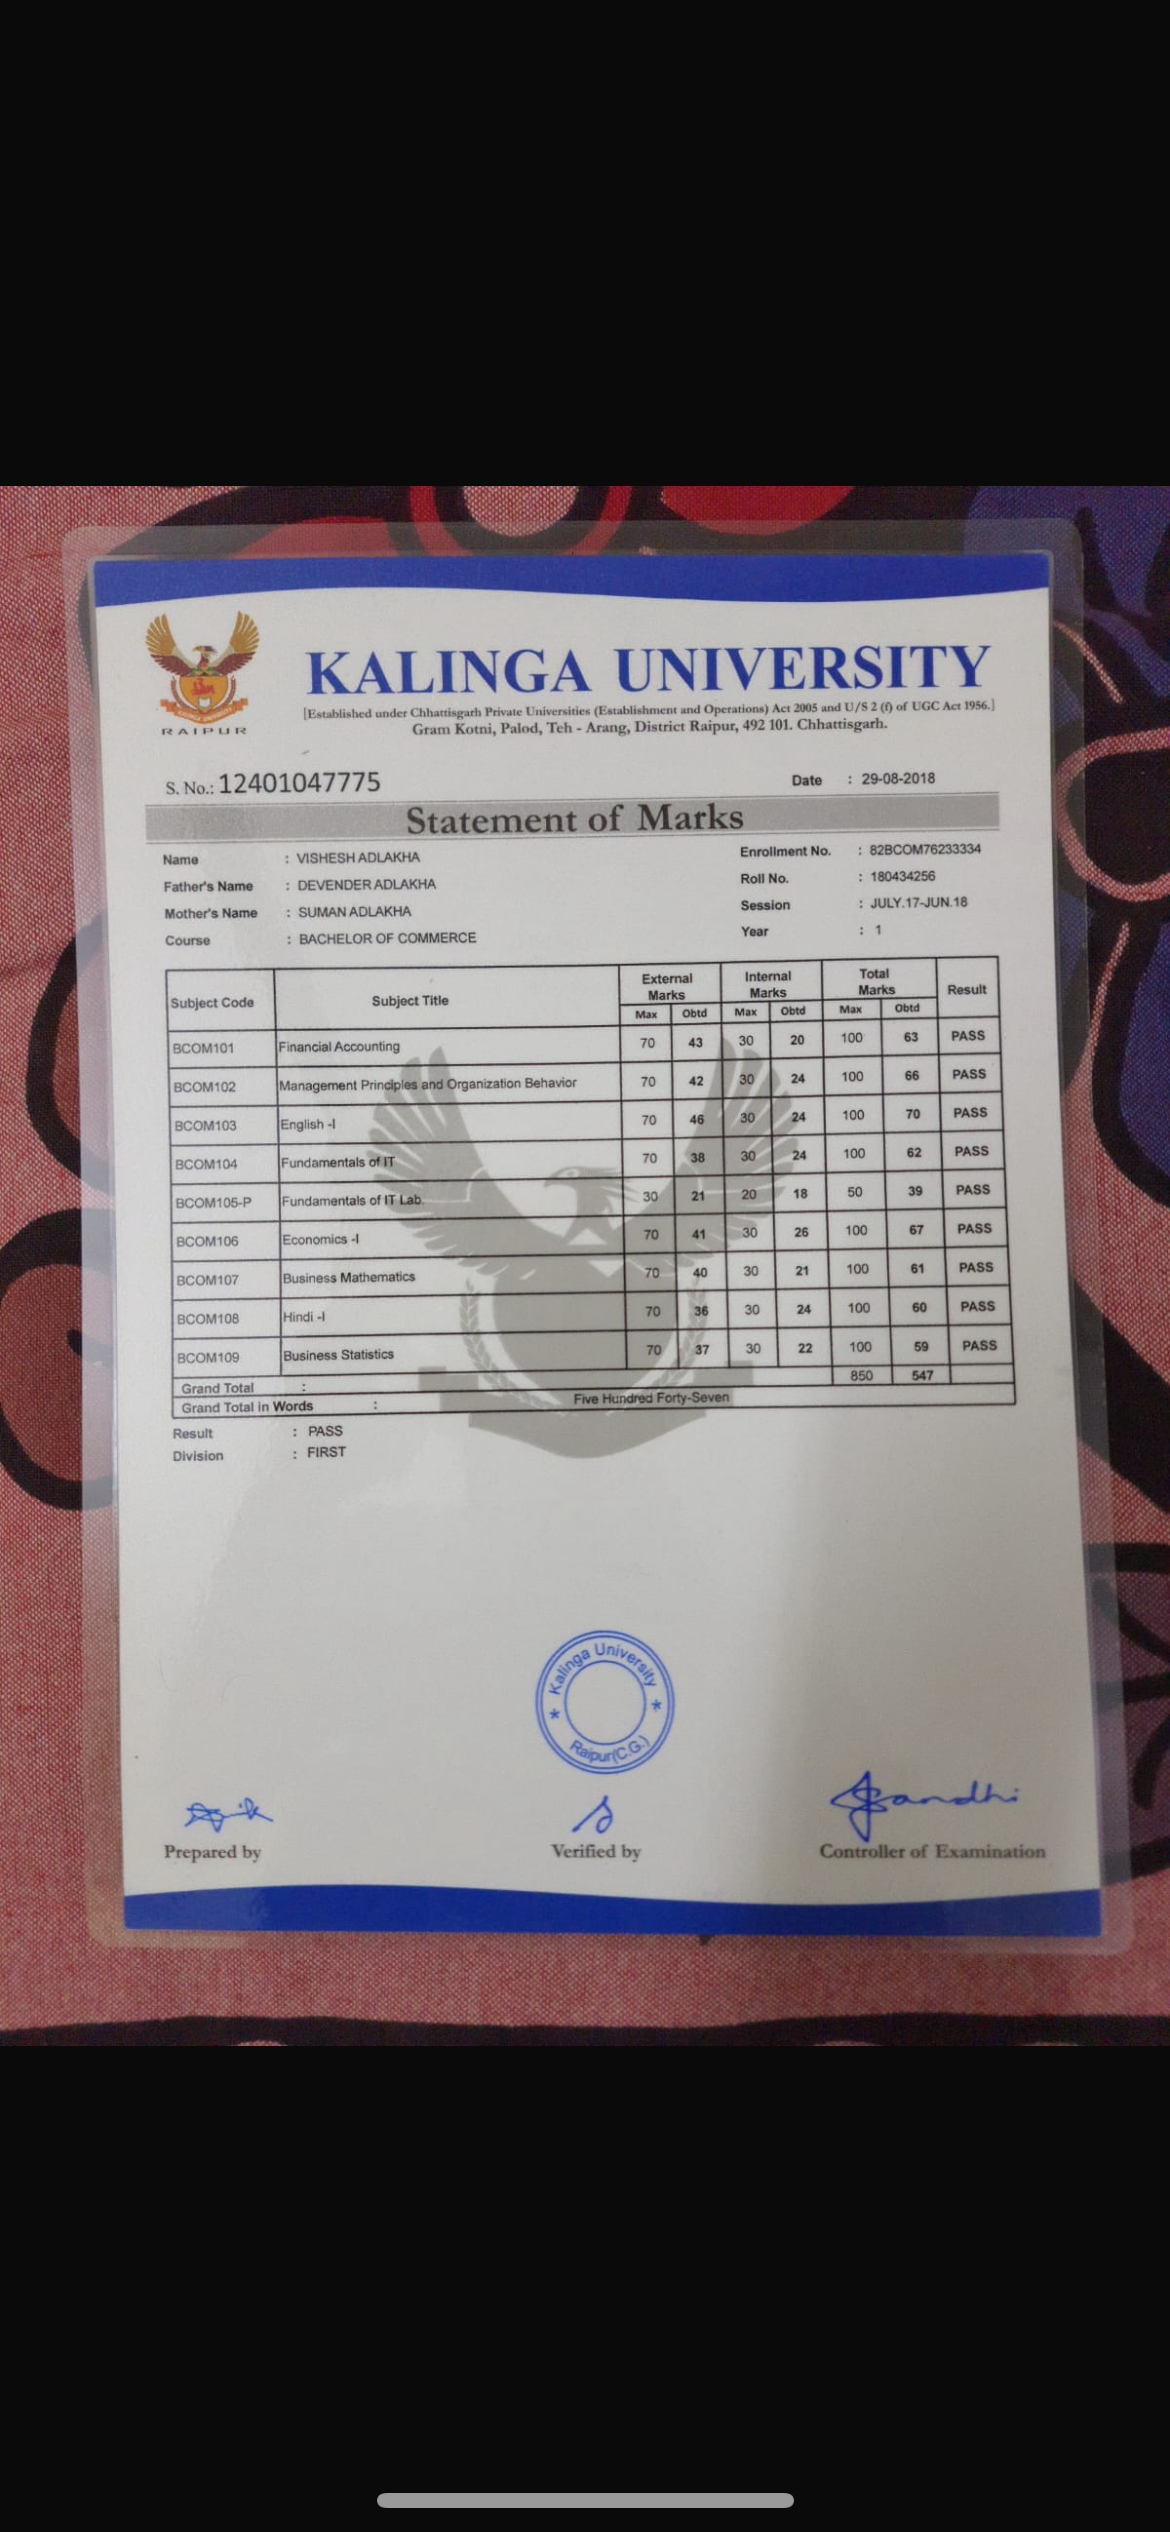 KALINGA UNIVERSITY
RAIPUR
KALINGA UNIVERSITY
[Established under Chhattisgarh Private Universities (Establishment and Operations) Act 2005 and U/S 2 (f) of UGC Act 1956.]
Gram Kotni, Palod, Teh - Arang, District Raipur, 492 101. Chhattisgarh.
S. No.: 12401047775 Date : 29-08-2018
Statement of Marks
Name : VISHESH ADLAKHA Enrollment No. : 82BCOM76233334
Father's Name : DEVENDER ADLAKHA Roll No. : 180434256
Mother's Name : SUMAN ADLAKHA Session : JULY.17-JUN.18
Course : BACHELOR OF COMMERCE Year : 1
Subject Code Subject Title External Marks Internal Marks Total Marks Result
Max Obtd Max Obtd Max Obtd
BCOM101 Financial Accounting 70 43 30 20 100 63 PASS
BCOM102 Management Principles and Organization Behavior 70 42 30 24 100 66 PASS
BCOM103 English -I 70 46 30 24 100 70 PASS
BCOM104 Fundamentals of IT 70 38 30 24 100 62 PASS
BCOM105-P Fundamentals of IT Lab. 30 21 20 18 50 39 PASS
BCOM106 Economics -I 70 41 30 26 100 67 PASS
BCOM107 Business Mathematics 70 40 30 21 100 61 PASS
BCOM108 Hindi -I 70 36 30 24 100 60 PASS
BCOM109 Business Statistics 70 37 30 22 100 59 PASS
Grand Total : 850 547
Grand Total in Words : Five Hundred Forty-Seven
Result : PASS
Division : FIRST
Kalinga University
Raipur(C.G.)
Gandhi
Prepared by Verified by Controller of Examination